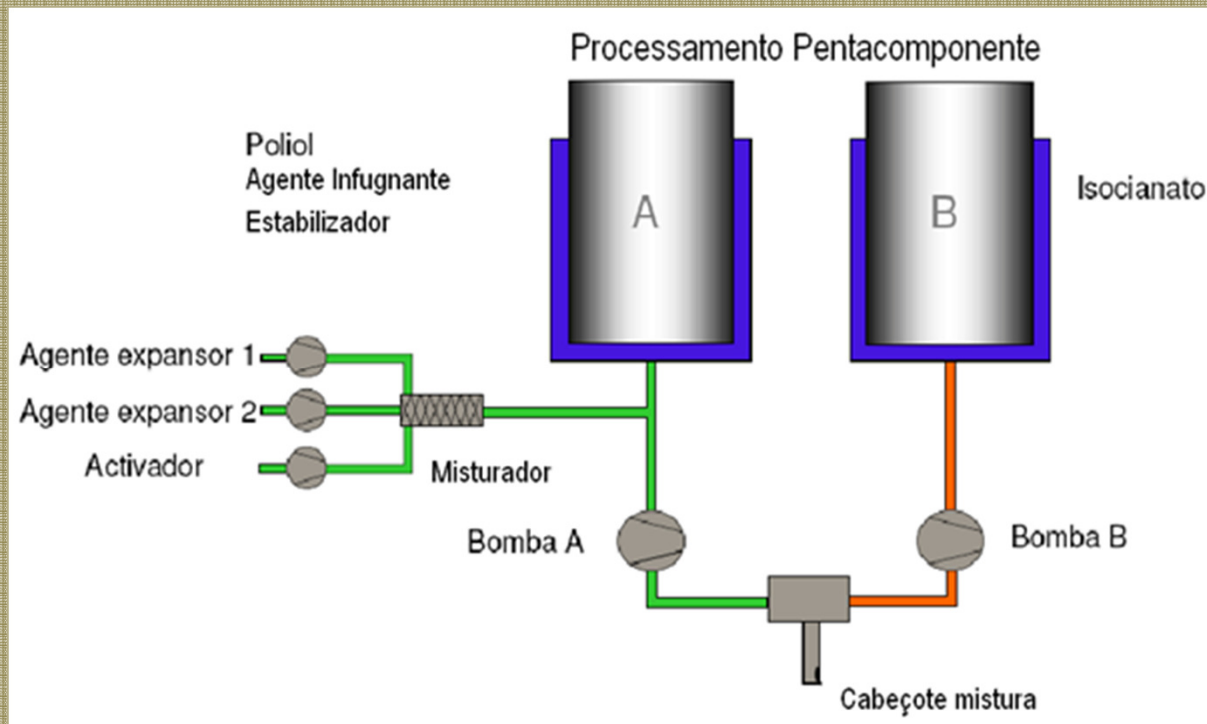 Processamento Pentacomponente
Poliol
Agente Infugnante
Estabilizador
A
B
Isocianato
Agente expansor 1
Agente expansor 2
Activador
Misturador
Bomba A
Bomba B
Cabeçote mistura